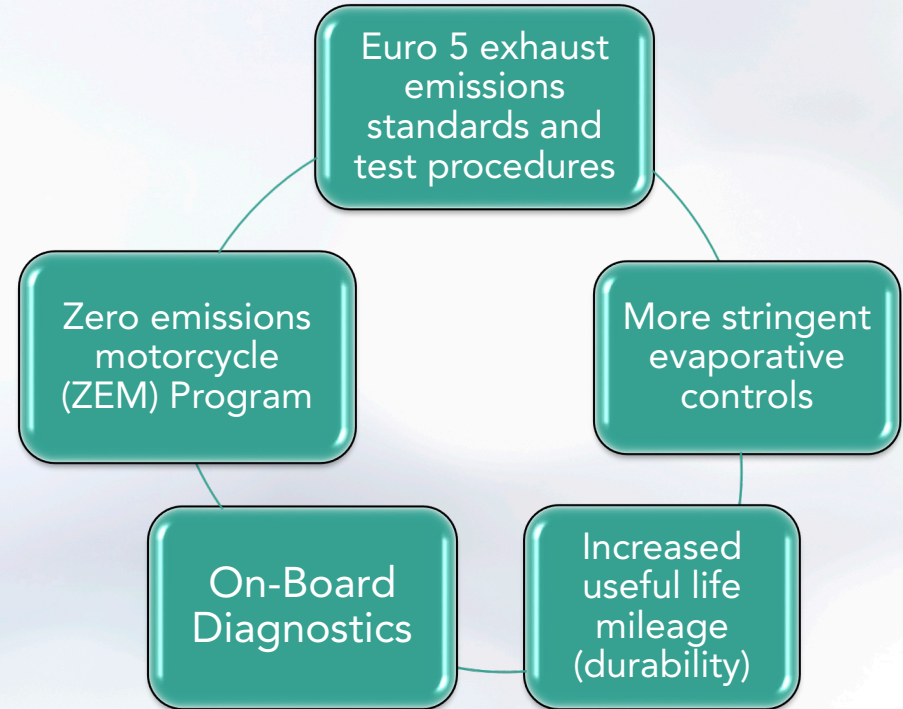 Euro 5 exhaust
emissions
standards and
test procedures
Zero emissions
motorcycle
(ZEM) Program
More stringent
evaporative
controls
On-Board
Diagnostics
Increased
useful life
mileage
(durability)